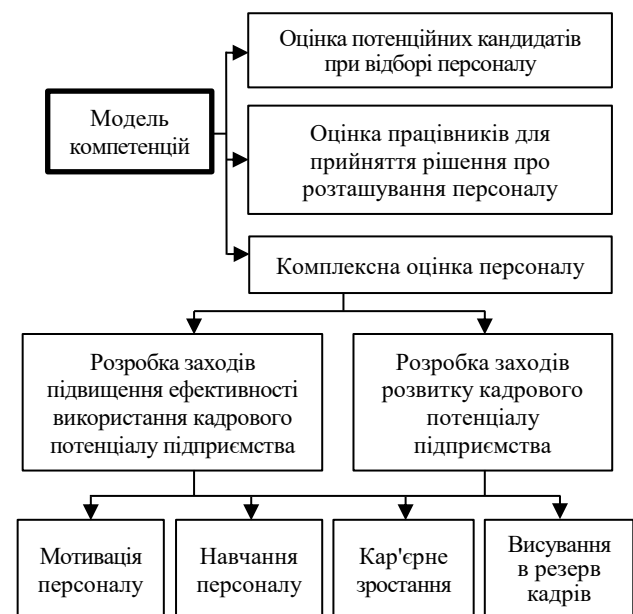 Оцінка потенційних кандидатів
при відборі персоналу
Модель
компетенцій
Оцінка працівників для
прийняття рішення про
розташування персоналу
Комплексна оцінка персоналу
Розробка заходів
підвищення ефективності
використання кадрового
потенціалу підприємства
Розробка заходів
розвитку кадрового
потенціалу
підприємства
Мотивація
персоналу
Навчання
персоналу
Кар'єрне
зростання
Висування
в резерв
кадрів